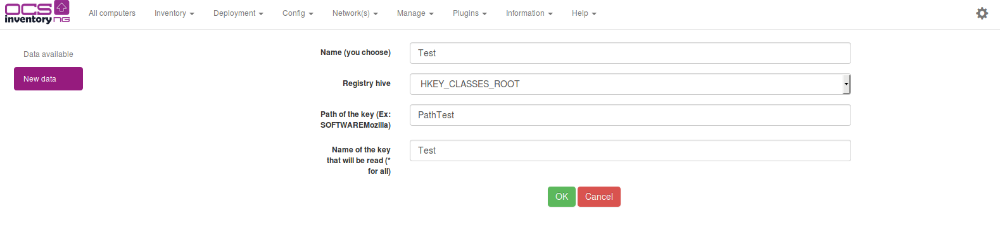 OCS
inventory NG
All computers
Inventory
Deployment
Config
Network(s)
Manage
Plugins
Information
Help
Data available
New data
Name (you choose)
Test
Registry hive
HKEY_CLASSES_ROOT
Path of the key (Ex:
SOFTWAREMozilla)
PathTest
Name of the key
that will be read (*
for all)
Test
OK
Cancel